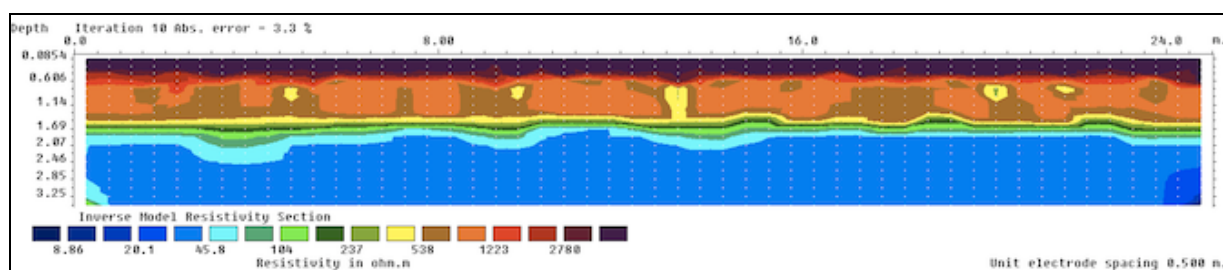 Depth Iteration 10 Abs. error = 3.3 %
0.0 8.00 16.0 24.0 m.
0.0854
0.606
1.14
1.69
2.07
2.46
2.85
3.25
Inverse Model Resistivity Section
8.86 20.1 45.8 104 237 538 1223 2780
Resistivity in ohm.m
Unit electrode spacing 0.500 m.